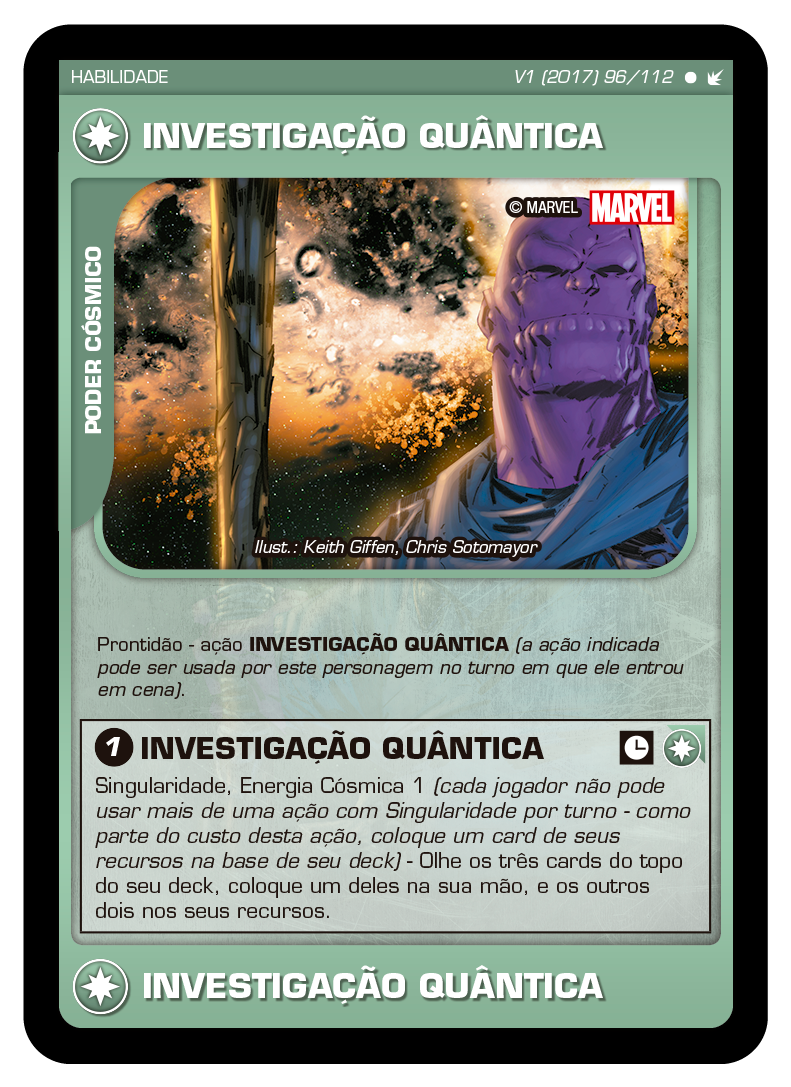 HABILIDADE
V1 (2017) 96/112
INVESTIGAÇÃO QUÂNTICA
© MARVEL MARVEL
PODER CÓSMICO
Ilust.: Keith Giffen, Chris Sotomayor
Prontidão - ação INVESTIGAÇÃO QUÂNTICA (a ação indicada
pode ser usada por este personagem no turno em que ele entrou
em cena).
1 INVESTIGAÇÃO QUÂNTICA
Singularidade, Energia Cósmica 1 (cada jogador não pode
usar mais de uma ação com Singularidade por turno - como
parte do custo desta ação, coloque um card de seus
recursos na base de seu deck) - Olhe os três cards do topo
do seu deck, coloque um deles na sua mão, e os outros
dois nos seus recursos.
INVESTIGAÇÃO QUÂNTICA